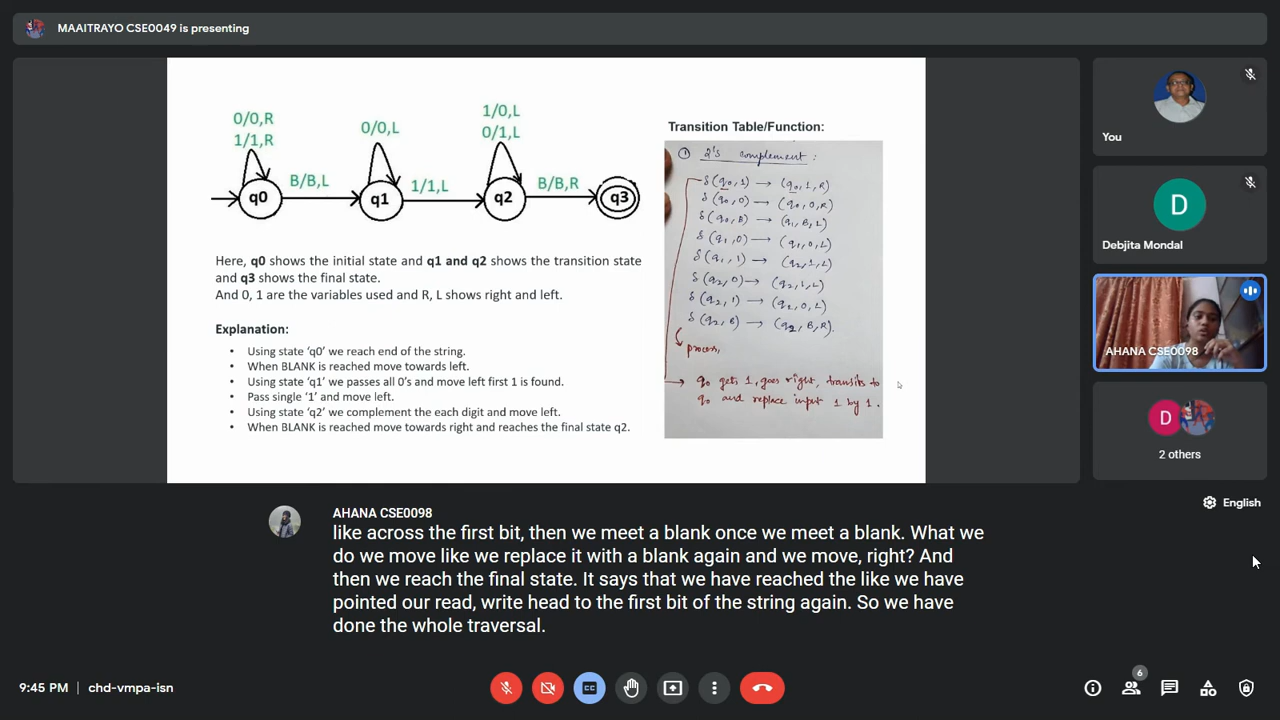 MAAITRAYO CSE0049 is presenting
0/0,R
1/1,R
0/0,L
1/0,L
0/1,L
B/B,L
1/1,L
B/B,R
q0
q1
q2
q3
Here, q0 shows the initial state and q1 and q2 shows the transition state
and q3 shows the final state.
And 0, 1 are the variables used and R, L shows right and left.
Explanation:
• Using state ‘q0’ we reach end of the string.
• When BLANK is reached move towards left.
• Using state ‘q1’ we passes all 0’s and move left first 1 is found.
• Pass single ‘1’ and move left.
• Using state ‘q2’ we complement the each digit and move left.
• When BLANK is reached move towards right and reaches the final state q2.
Transition Table/Function:
① 2's complement :
δ(q0,1) → (q0,1,R)
δ(q0,0) → (q0,0,R)
δ(q0,B) → (q1,B,L)
δ(q1,0) → (q1,0,L)
δ(q1,1) → (q2,1,L)
δ(q2,0) → (q2,1,L)
δ(q2,1) → (q2,0,L)
δ(q2,B) → (q2,B,R).
process,
→ q0 gets 1, goes right, transits to
q0 and replace input 1 by 1.
You
Debjita Mondal
D
AHANA CSE0098
D
2 others
English
AHANA CSE0098
like across the first bit, then we meet a blank once we meet a blank. What we
do we move like we replace it with a blank again and we move, right? And
then we reach the final state. It says that we have reached the like we have
pointed our read, write head to the first bit of the string again. So we have
done the whole traversal.
9:45 PM | chd-vmpa-isn
CC
6